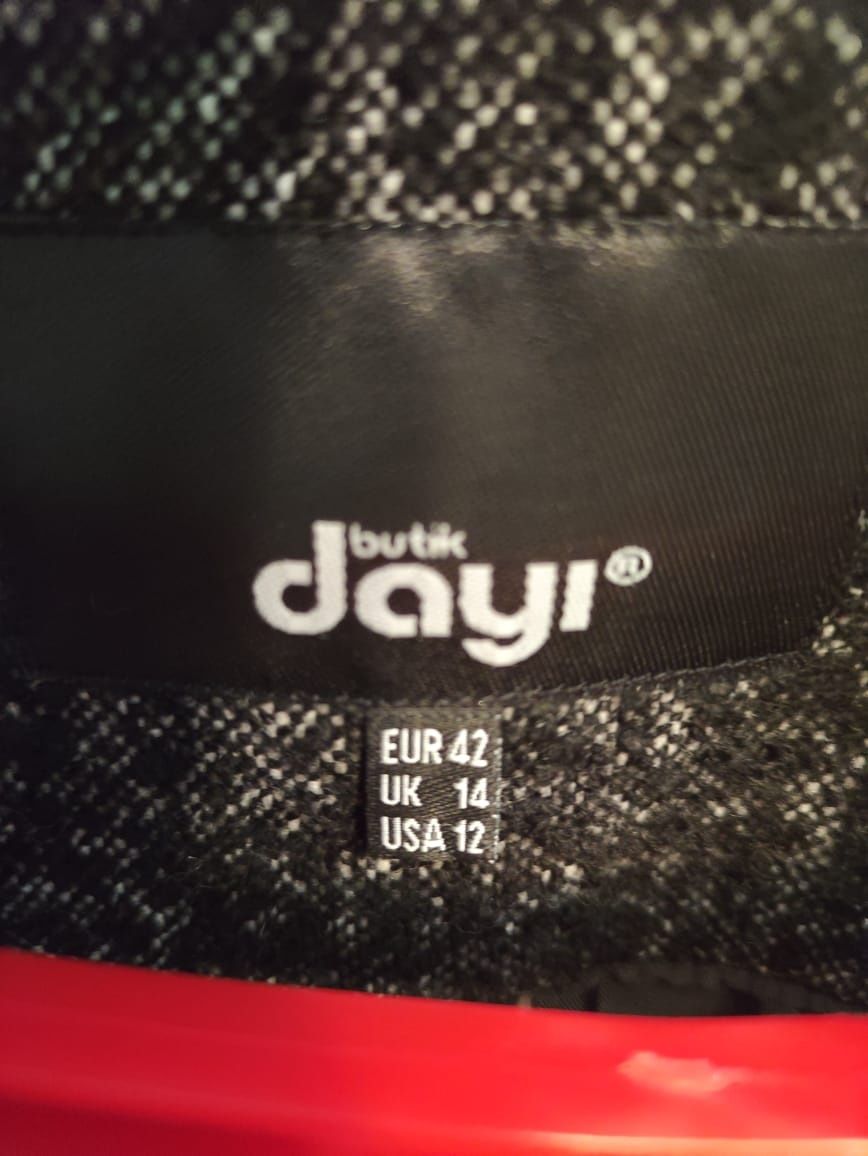 butik
dayı®
EUR 42
UK 14
USA 12